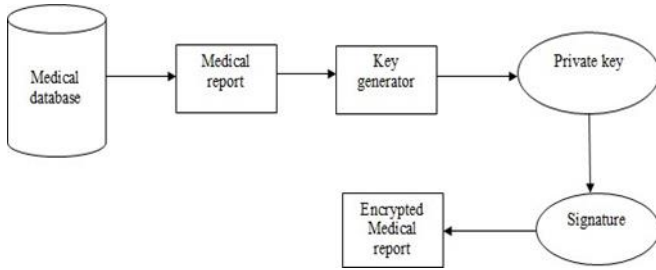 Medical
database
Medical
report
Key
generator
Private key
Signature
Encrypted
Medical
report